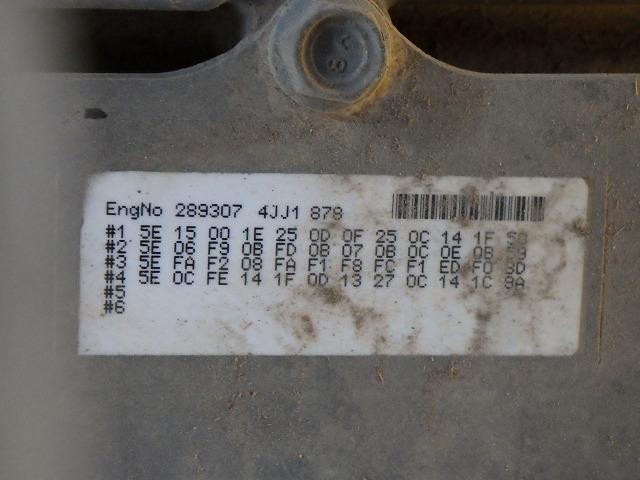 EngNo 289307 4JJ1 878
#1 5E 15 00 1E 25 0D 0F 25 0C 14 1F
#2 5E 06 F9 0B FD 0B 07 0B 0C 0E 0B
#3 5E FA F2 08 FA F1 F8 FC F1 ED F0
#4 5E 0C FE 14 1F 0D 13 27 0C 14 1C 9A
#5
#6